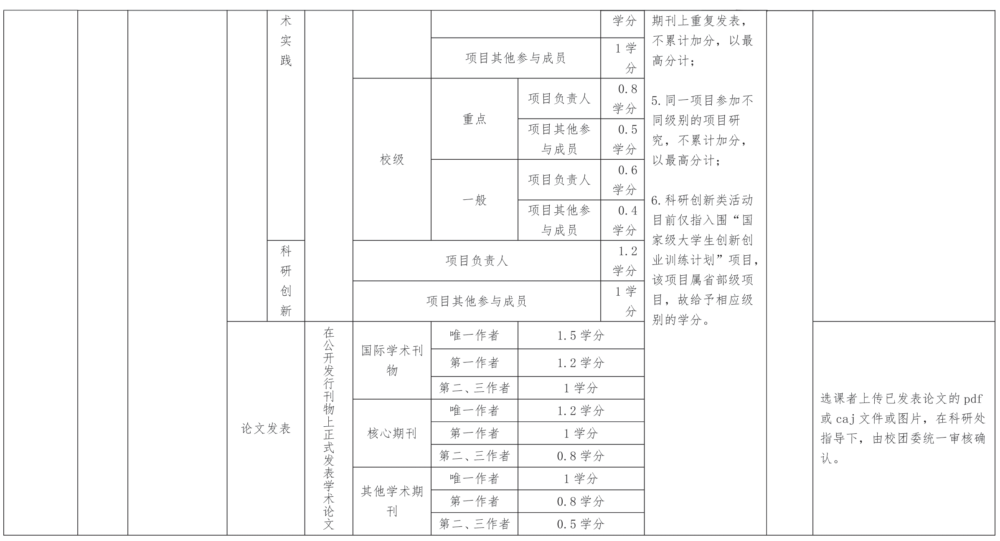 术
实
践
学分
项目其他参与成员
1 学
分
校级
重点
项目负责人
0.8
学分
项目其他参
与成员
0.5
学分
一般
项目负责人
0.6
学分
项目其他参
与成员
0.4
学分
科
研
创
新
项目负责人
1.2
学分
项目其他参与成员
1 学
分
论文发表
在公开发行刊物上正式发表学术论文
国际学术刊
物
唯一作者
1.5 学分
第一作者
1.2 学分
第二、三作者
1 学分
核心期刊
唯一作者
1.2 学分
第一作者
1 学分
第二、三作者
0.8 学分
其他学术期
刊
唯一作者
1 学分
第一作者
0.8 学分
第二、三作者
0.5 学分
期刊上重复发表，
不累计加分，以最
高分计；
5.同一项目参加不
同级别的项目研
究，不累计加分，
以最高分计；
6.科研创新类活动
目前仅指入围“国
家级大学生创新创
业训练计划”项目，
该项目属省部级项
目，故给予相应级
别的学分。
选课者上传已发表论文的 pdf
或 caj 文件或图片，在科研处
指导下，由校团委统一审核确
认。